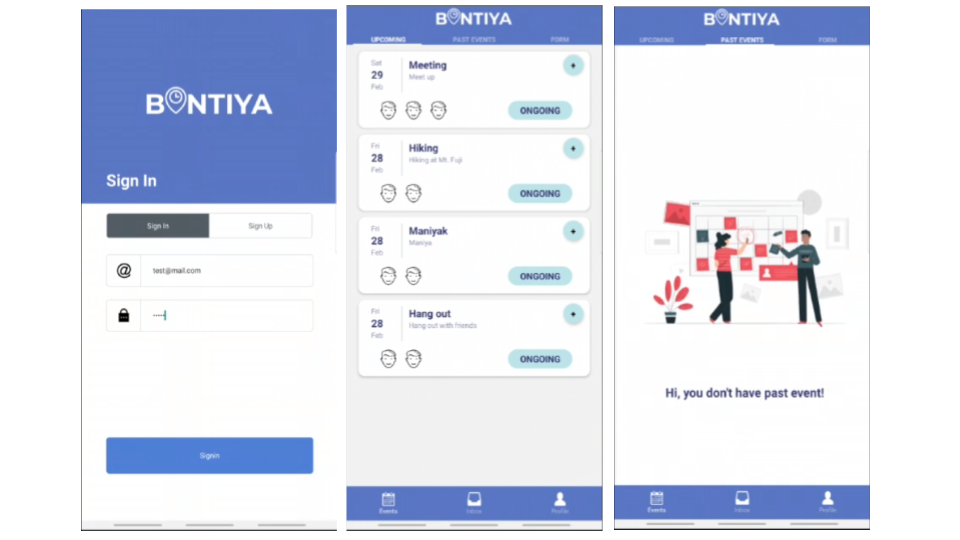 BONTIYA
Sign In
Sign In
Sign Up
@
test@mail.com
Signin
BONTIYA
UPCOMING
PAST EVENTS
FORM
Sat
29
Feb
Meeting
Meet up
+
ONGOING
Fri
28
Feb
Hiking
Hiking at Mt. Fuji
+
ONGOING
Fri
28
Feb
Maniyak
Maniya
+
ONGOING
Fri
28
Feb
Hang out
Hang out with friends
+
ONGOING
Events
Inbox
Profile
BONTIYA
UPCOMING
PAST EVENTS
FORM
Hi, you don't have past event!
Events
Inbox
Profile